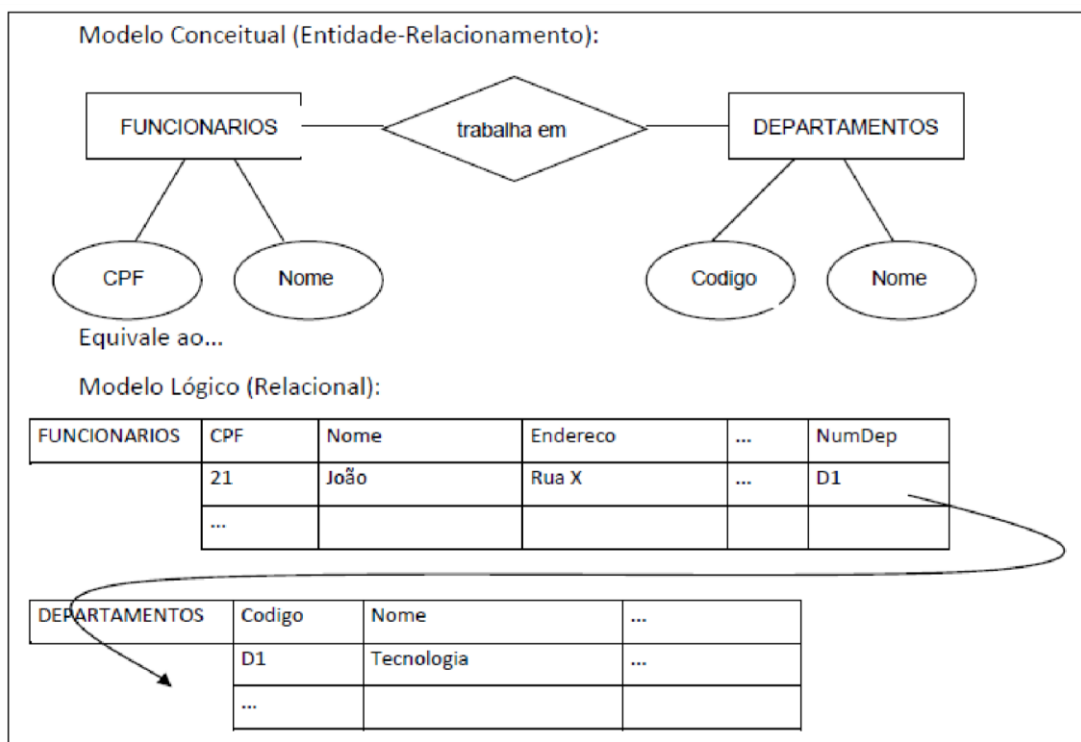 Modelo Conceitual (Entidade-Relacionamento):
FUNCIONARIOS trabalha em DEPARTAMENTOS
CPF Nome Codigo Nome
Equivale ao...
Modelo Lógico (Relacional):
FUNCIONARIOS CPF Nome Endereco ... NumDep
21 João Rua X ... D1
...
DEPARTAMENTOS Codigo Nome ...
D1 Tecnologia ...
...